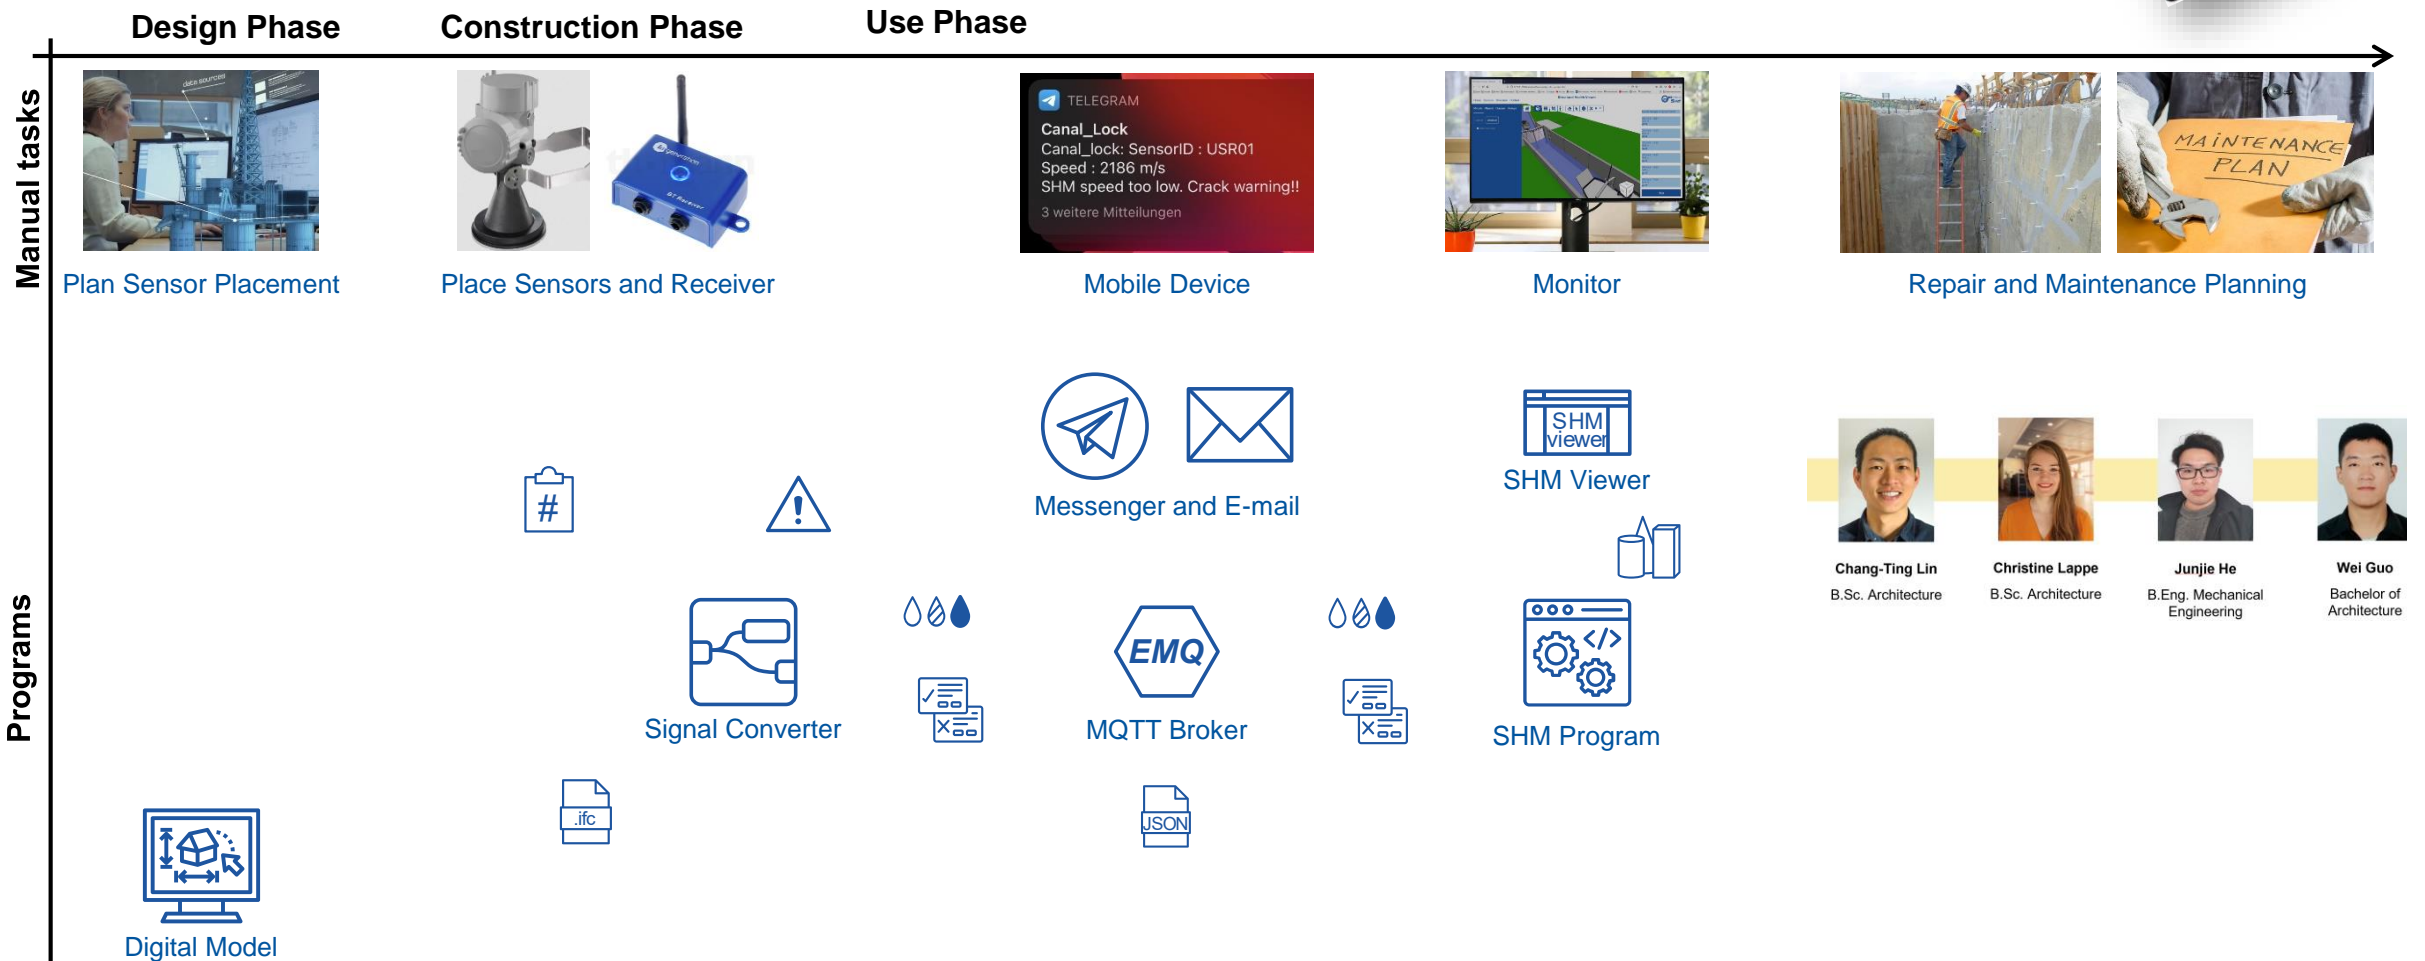 Design Phase
Construction Phase
Use Phase
Manual tasks
data sources
TELEGRAM
Canal_Lock
Canal_lock: SensorID : USR01
Speed : 2186 m/s
SHM speed too low. Crack warning!!
3 weitere Mitteilungen
MAINTENANCE
PLAN
Plan Sensor Placement
Place Sensors and Receiver
Mobile Device
Monitor
Repair and Maintenance Planning
#
!
SHM
viewer
Messenger and E-mail
SHM Viewer
Programs
EMQ
</>
Signal Converter
MQTT Broker
SHM Program
Chang-Ting Lin
B.Sc. Architecture
Christine Lappe
B.Sc. Architecture
Junjie He
B.Eng. Mechanical
Engineering
Wei Guo
Bachelor of
Architecture
.ifc
JSON
Digital Model